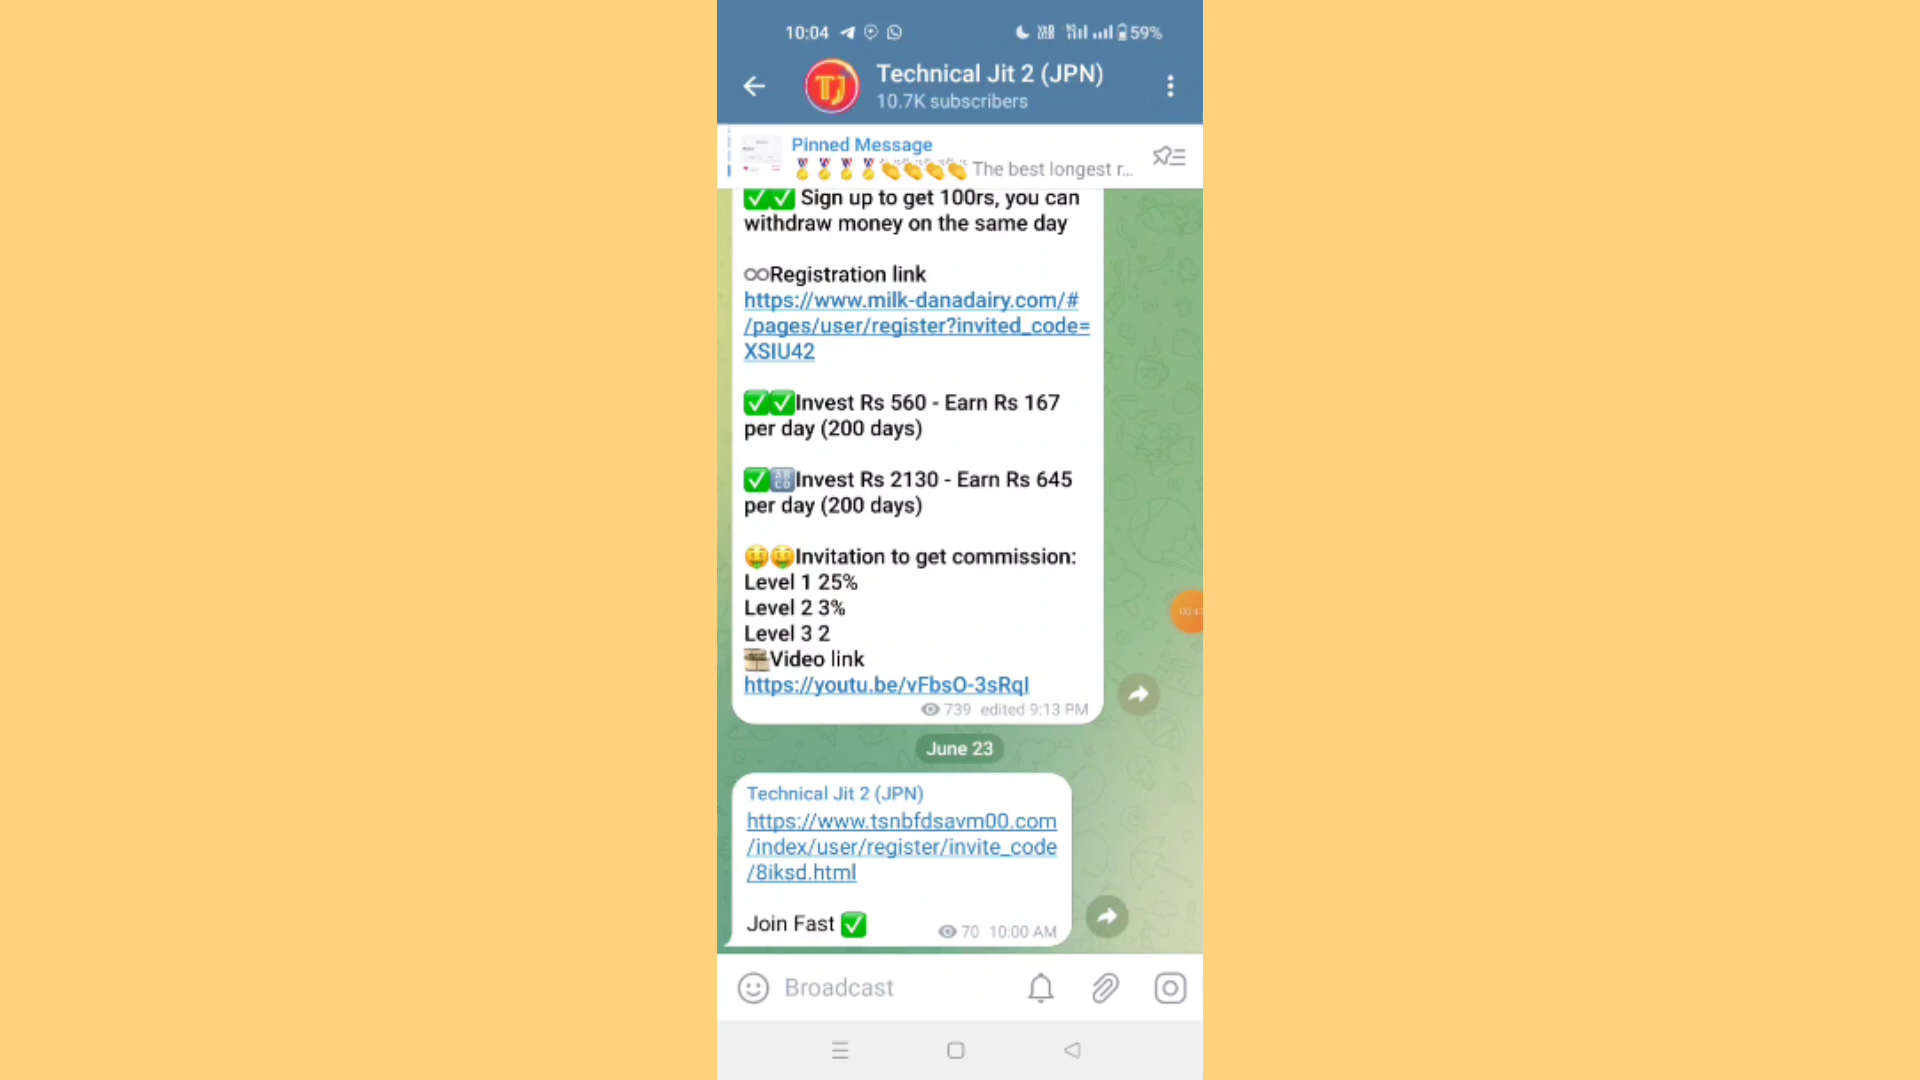 10:04 59%
Technical Jit 2 (JPN)
10.7K subscribers
Pinned Message
🏅🏅🏅🏅👏👏👏👏 The best longest r...
✅✅ Sign up to get 100rs, you can
withdraw money on the same day
♾Registration link
https://www.milk-danadairy.com/#
/pages/user/register?invited_code=
XSIU42
✅✅Invest Rs 560 - Earn Rs 167
per day (200 days)
✅🔠Invest Rs 2130 - Earn Rs 645
per day (200 days)
🤑🤑Invitation to get commission:
Level 1 25%
Level 2 3%
Level 3 2
Video link
https://youtu.be/vFbsO-3sRqI
739 edited 9:13 PM
June 23
Technical Jit 2 (JPN)
https://www.tsnbfdsavm00.com
/index/user/register/invite_code
/8iksd.html
Join Fast ✅
70 10:00 AM
Broadcast